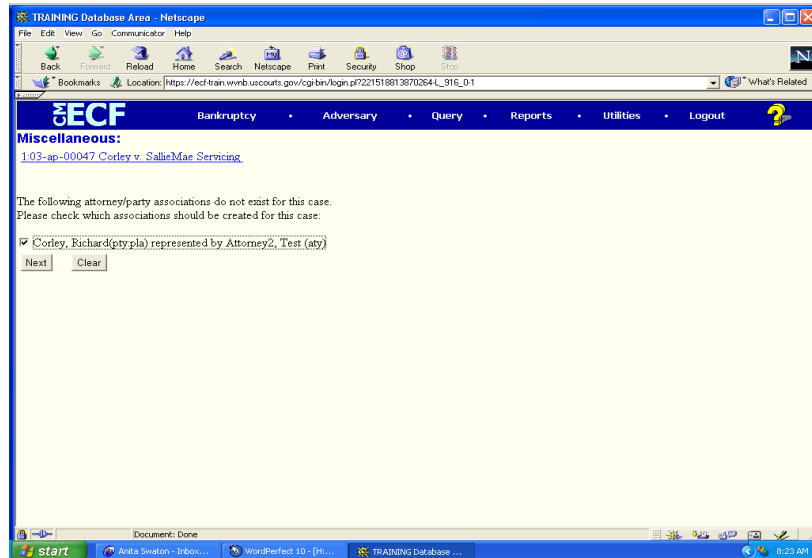 TRAINING Database Area - Netscape
File Edit View Go Communicator Help
Back Forward Reload Home Search Netscape Print Security Shop Stop
Bookmarks Location: https://ecf-train.wvnb.uscourts.gov/cgi-bin/login.pl?221518813870264-L_916_0-1 What's Related
CM ECF Bankruptcy • Adversary • Query • Reports • Utilities • Logout ?
Miscellaneous:
1:03-ap-00047 Corley v. SallieMae Servicing
The following attorney/party associations do not exist for this case.
Please check which associations should be created for this case:
Corley, Richard(pty:pla) represented by Attorney2, Test (aty)
Next Clear
Document: Done
start Anita Swaton - Inbox... WordPerfect 10 - [H:... TRAINING Database ... 8:23 AM